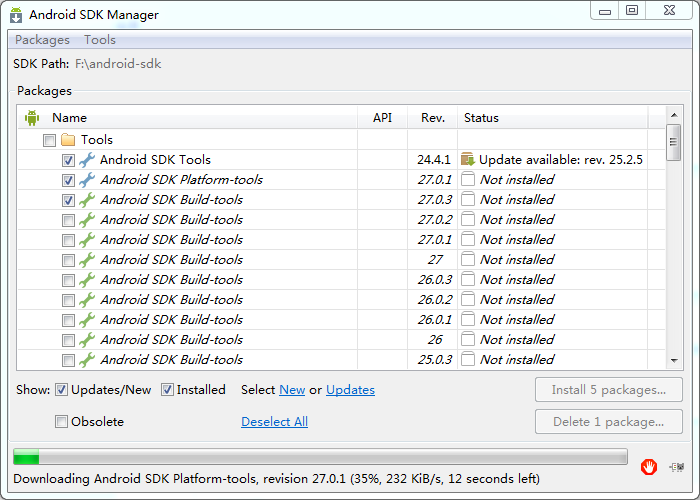 Android SDK Manager
Packages Tools
SDK Path: F:\android-sdk
Packages
Name API Rev. Status
Tools
Android SDK Tools 24.4.1 Update available: rev. 25.2.5
Android SDK Platform-tools 27.0.1 Not installed
Android SDK Build-tools 27.0.3 Not installed
Android SDK Build-tools 27.0.2 Not installed
Android SDK Build-tools 27.0.1 Not installed
Android SDK Build-tools 27 Not installed
Android SDK Build-tools 26.0.3 Not installed
Android SDK Build-tools 26.0.2 Not installed
Android SDK Build-tools 26.0.1 Not installed
Android SDK Build-tools 26 Not installed
Android SDK Build-tools 25.0.3 Not installed
Show: Updates/New Installed Select New or Updates Install 5 packages...
Obsolete Deselect All Delete 1 package...
Downloading Android SDK Platform-tools, revision 27.0.1 (35%, 232 KiB/s, 12 seconds left)